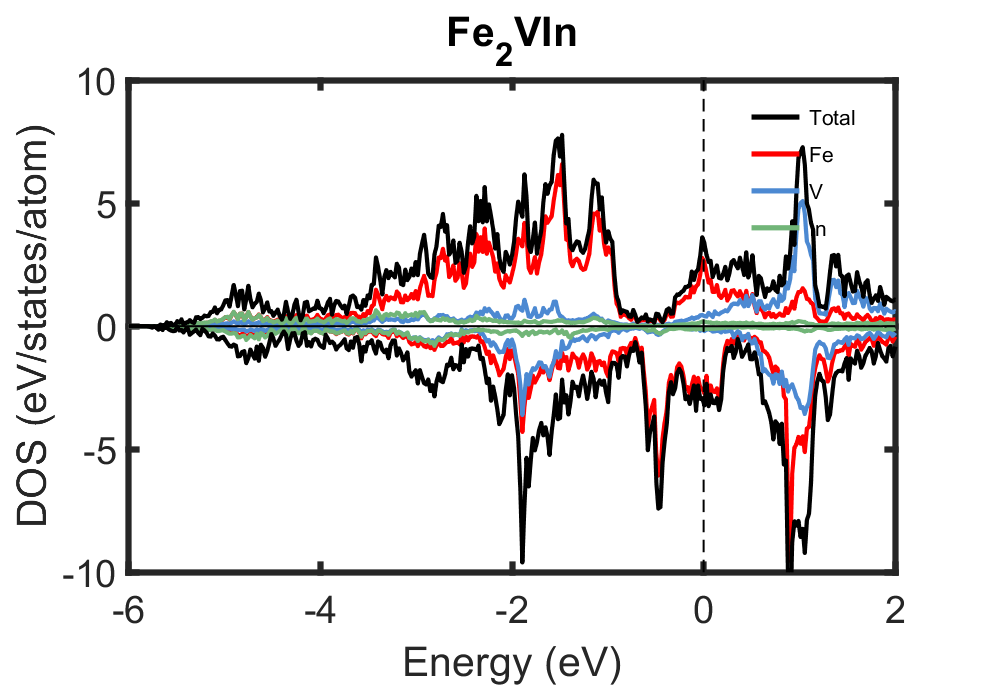 Fe₂VIn
10
5
0
-5
-10
DOS (eV/states/atom)
Total
Fe
V
In
-6
-4
-2
0
2
Energy (eV)